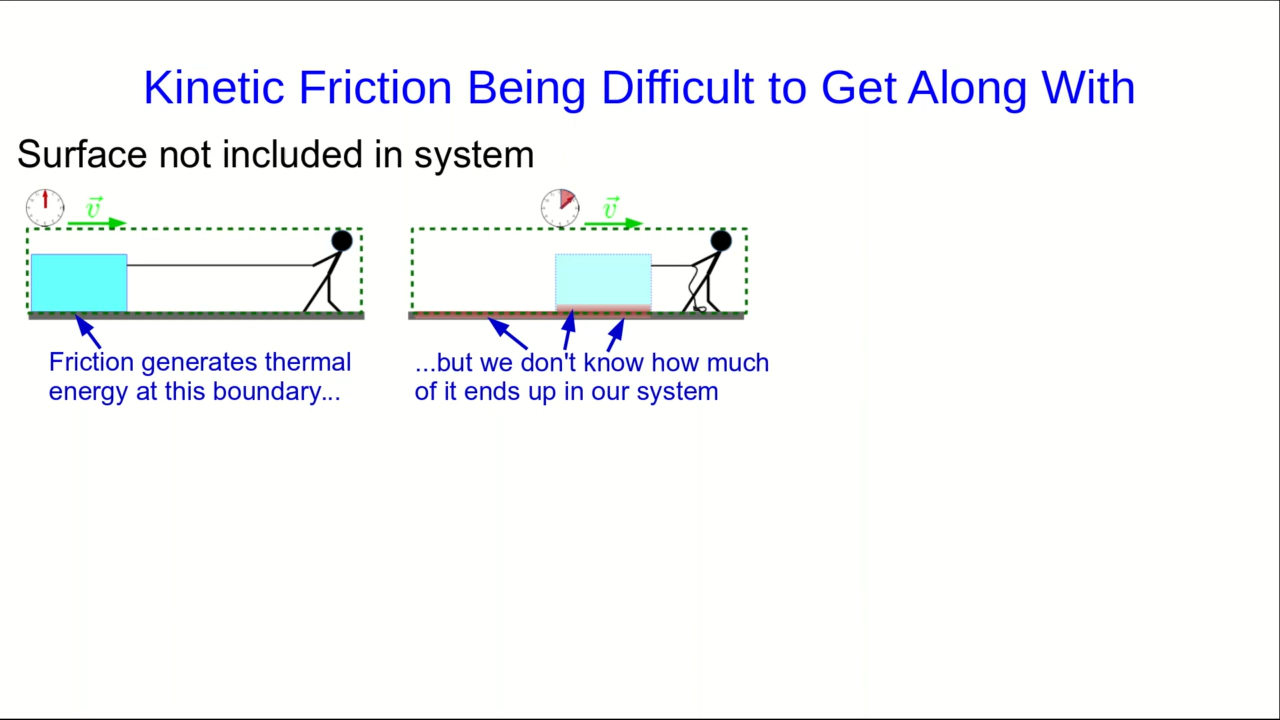 Kinetic Friction Being Difficult to Get Along With
Surface not included in system
v⃗
v⃗
Friction generates thermal
energy at this boundary...
...but we don't know how much
of it ends up in our system